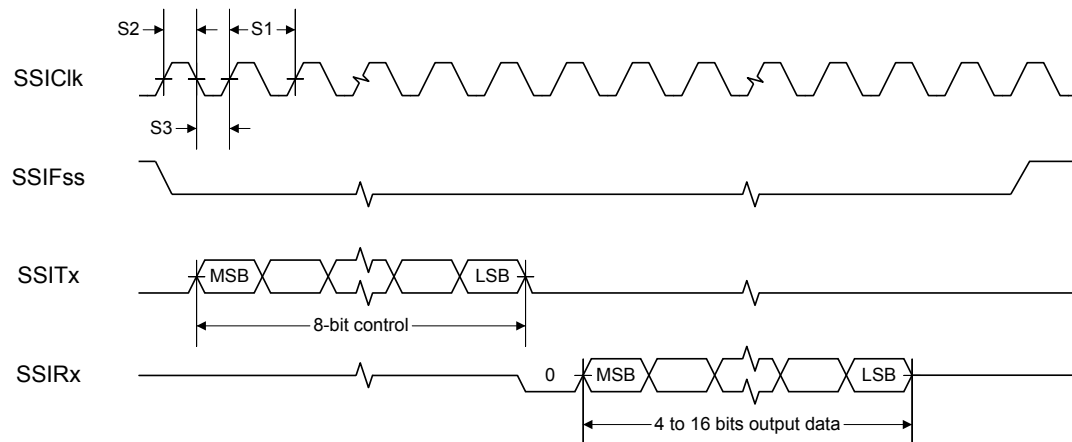 S2
S1
SSIClk
S3
SSIFss
SSITx
MSB
LSB
8-bit control
SSIRx
0
MSB
LSB
4 to 16 bits output data